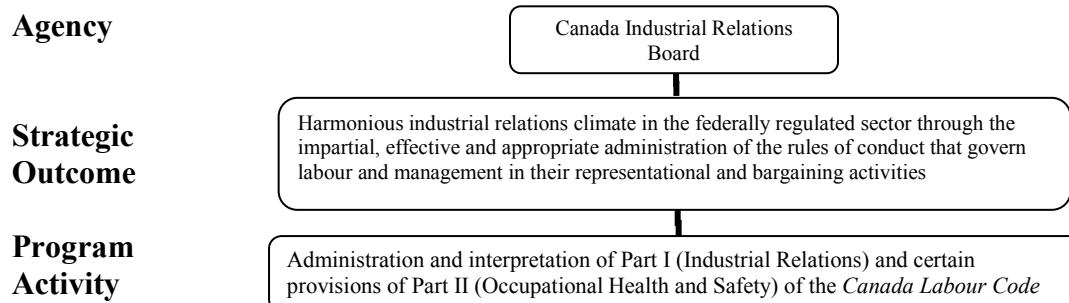 Agency
Canada Industrial Relations
Board
Strategic
Outcome
Harmonious industrial relations climate in the federally regulated sector through the
impartial, effective and appropriate administration of the rules of conduct that govern
labour and management in their representational and bargaining activities
Program
Activity
Administration and interpretation of Part I (Industrial Relations) and certain
provisions of Part II (Occupational Health and Safety) of the Canada Labour Code